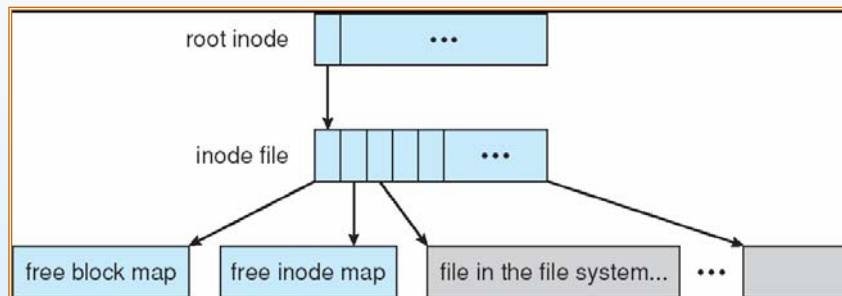 root inode
•••
inode file
•••
free block map
free inode map
file in the file system...
•••